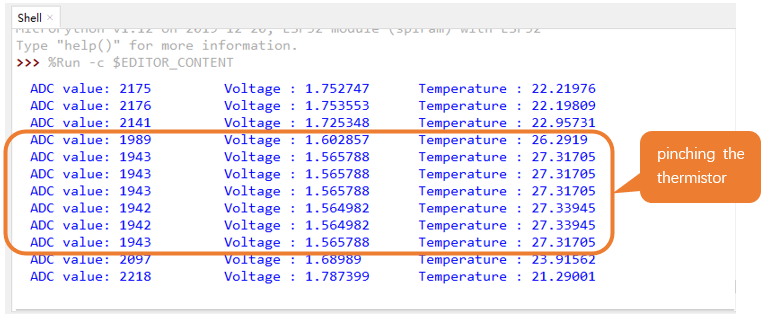 Shell ×
MicroPython v1.12 on 2019-12-20; ESP32 module (spiram) with ESP32
Type "help()" for more information.
>>> %Run -c $EDITOR_CONTENT
ADC value: 2175 Voltage : 1.752747 Temperature : 22.21976
ADC value: 2176 Voltage : 1.753553 Temperature : 22.19809
ADC value: 2141 Voltage : 1.725348 Temperature : 22.95731
ADC value: 1989 Voltage : 1.602857 Temperature : 26.2919
ADC value: 1943 Voltage : 1.565788 Temperature : 27.31705
ADC value: 1943 Voltage : 1.565788 Temperature : 27.31705
ADC value: 1943 Voltage : 1.565788 Temperature : 27.31705
ADC value: 1942 Voltage : 1.564982 Temperature : 27.33945
ADC value: 1942 Voltage : 1.564982 Temperature : 27.33945
ADC value: 1943 Voltage : 1.565788 Temperature : 27.31705
ADC value: 2097 Voltage : 1.68989 Temperature : 23.91562
ADC value: 2218 Voltage : 1.787399 Temperature : 21.29001
pinching the
thermistor